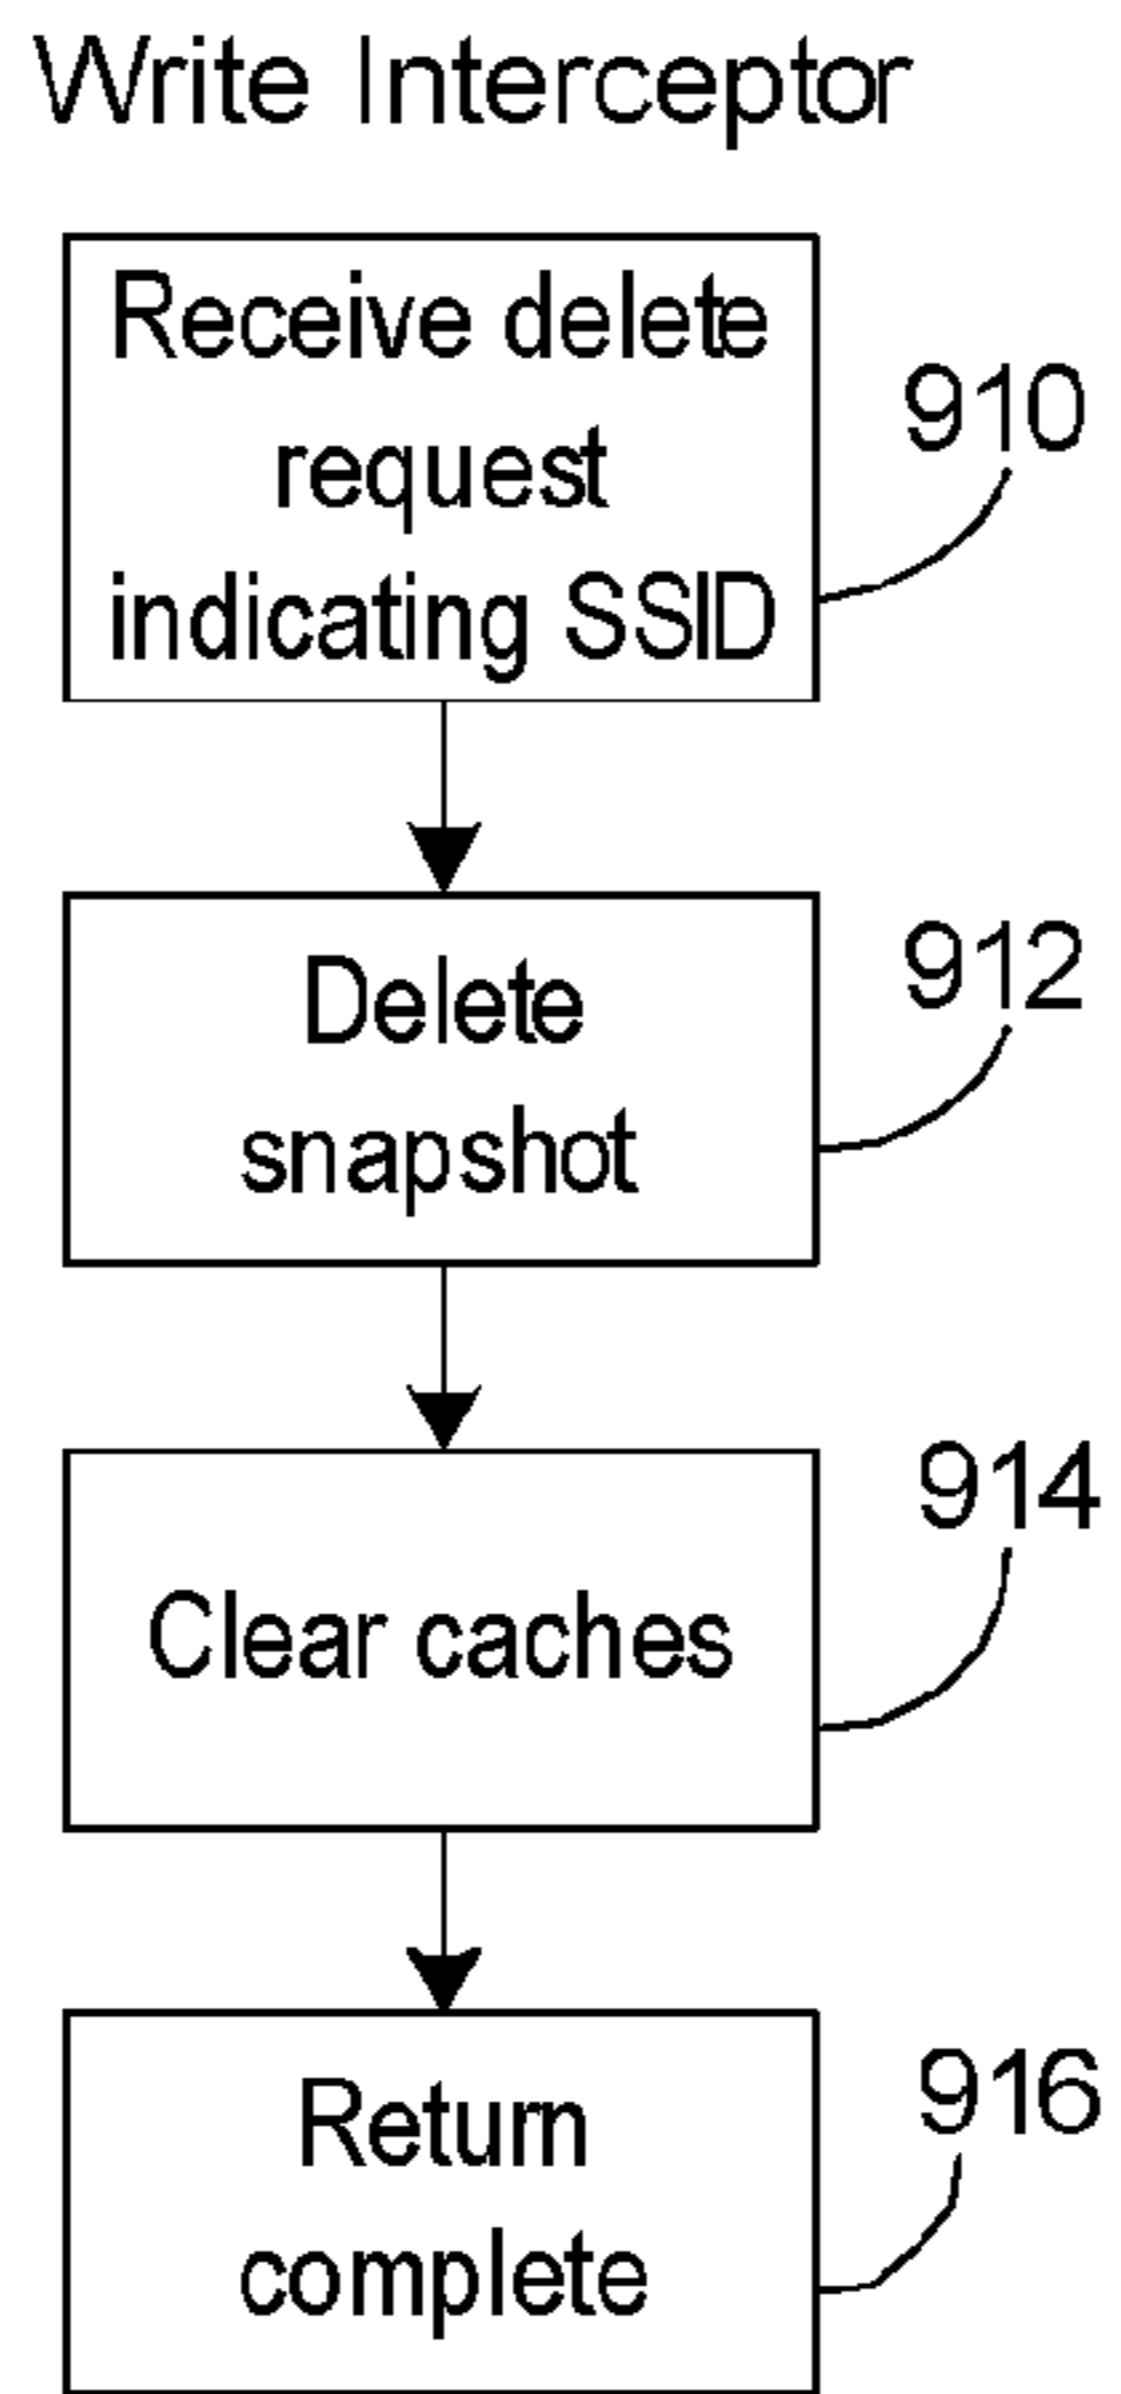 Write Interceptor
Receive delete
request
indicating SSID
910
Delete
snapshot
912
Clear caches
914
Return
complete
916